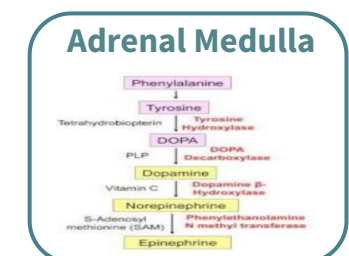 Adrenal Medulla
Phenylalanine
Tyrosine
Tetrahydrobiopterin
Tyrosine
Hydroxylase
DOPA
PLP
DOPA
Decarboxylase
Dopamine
Vitamin C
Dopamine β-
Hydroxylase
Norepinephrine
S-Adenosyl
methionine (SAM)
Phenylethanolamine
N methyl transferase
Epinephrine